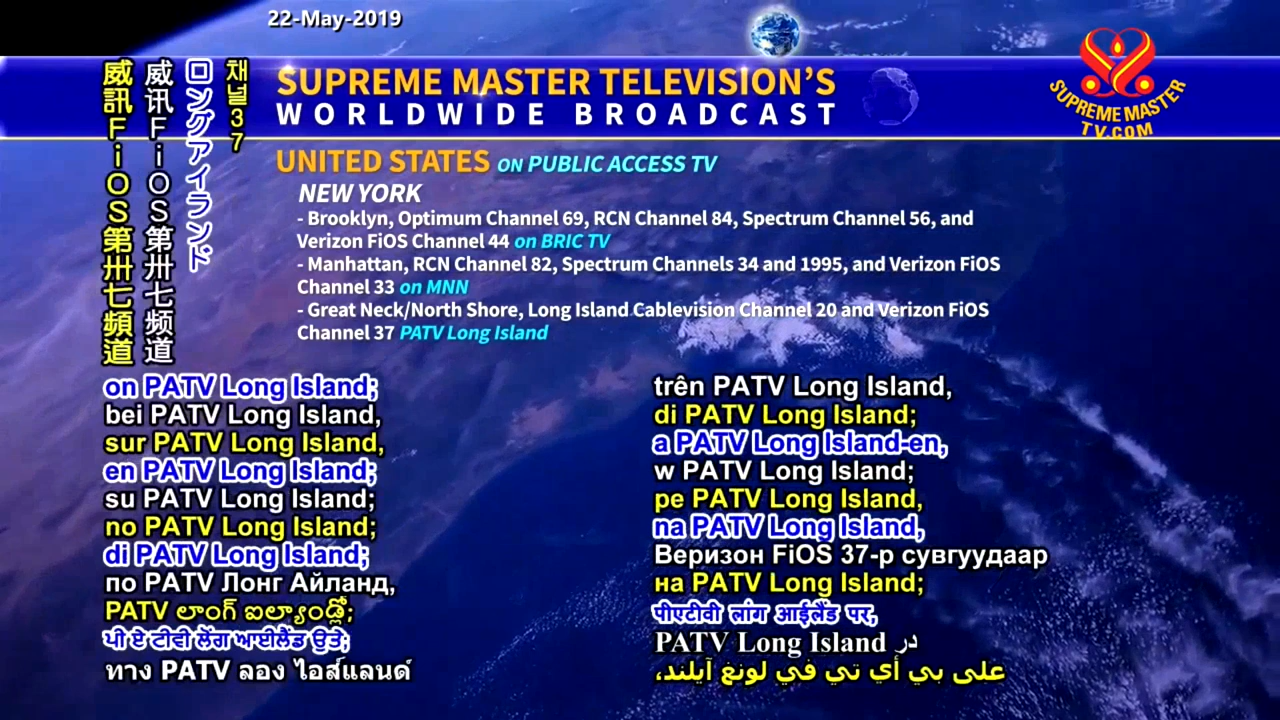 22-May-2019
SUPREME MASTER TELEVISION'S
WORLDWIDE BROADCAST
SUPREME MASTER
TV.COM
威訊FiOS第卅七頻道
威讯FiOS第卅七频道
ロングアイランド
채널37
UNITED STATES ON PUBLIC ACCESS TV
NEW YORK
- Brooklyn, Optimum Channel 69, RCN Channel 84, Spectrum Channel 56, and
Verizon FiOS Channel 44 on BRIC TV
- Manhattan, RCN Channel 82, Spectrum Channels 34 and 1995, and Verizon FiOS
Channel 33 on MNN
- Great Neck/North Shore, Long Island Cablevision Channel 20 and Verizon FiOS
Channel 37 PATV Long Island
on PATV Long Island;
bei PATV Long Island,
sur PATV Long Island,
en PATV Long Island;
su PATV Long Island;
no PATV Long Island;
di PATV Long Island;
по PATV Лонг Айланд,
PATV లాంగ్ ఐల్యాండ్లో;
ਪੀ ਏ ਟੀਵੀ ਲੋਂਗ ਆਈਲੈਂਡ ਉਤੇ;
ทาง PATV ลอง ไอส์แลนด์
trên PATV Long Island,
di PATV Long Island;
a PATV Long Island-en,
w PATV Long Island;
pe PATV Long Island,
na PATV Long Island,
Веризон FiOS 37-р сувгуудаар
на PATV Long Island;
पीएटीवी लांग आईलैंड पर,
در PATV Long Island
على بي أي تي في لونغ آيلند،